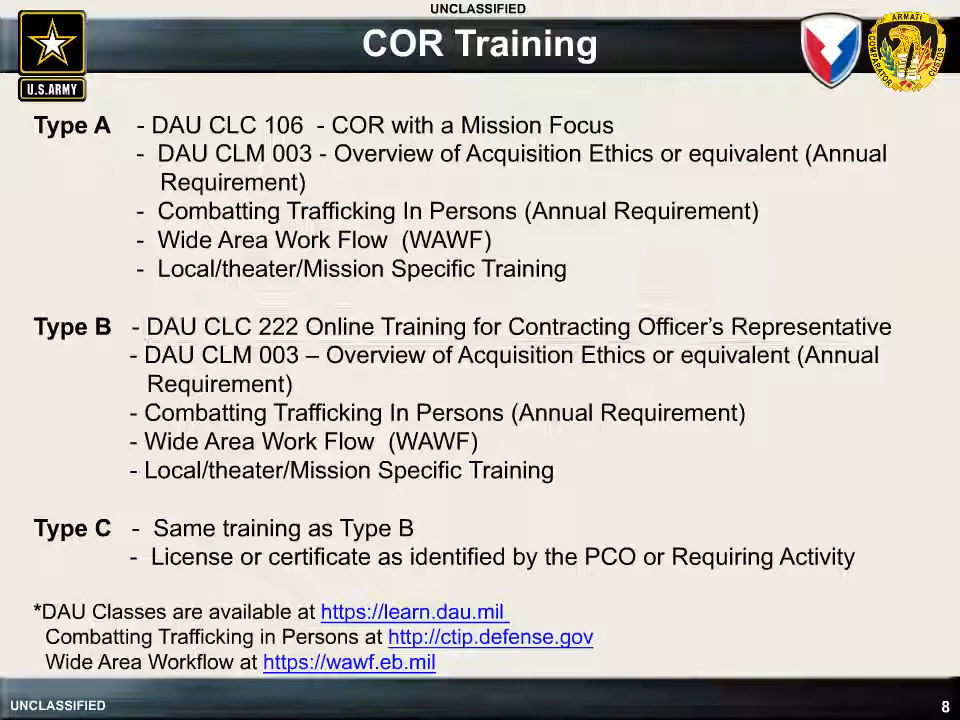 UNCLASSIFIED
COR Training
U.S.ARMY
ARMATI
COMPARATOR
CUSTOS
Type A - DAU CLC 106 - COR with a Mission Focus
- DAU CLM 003 - Overview of Acquisition Ethics or equivalent (Annual
Requirement)
- Combatting Trafficking In Persons (Annual Requirement)
- Wide Area Work Flow (WAWF)
- Local/theater/Mission Specific Training
Type B - DAU CLC 222 Online Training for Contracting Officer’s Representative
- DAU CLM 003 – Overview of Acquisition Ethics or equivalent (Annual
Requirement)
- Combatting Trafficking In Persons (Annual Requirement)
- Wide Area Work Flow (WAWF)
- Local/theater/Mission Specific Training
Type C - Same training as Type B
- License or certificate as identified by the PCO or Requiring Activity
*DAU Classes are available at https://learn.dau.mil
Combatting Trafficking in Persons at http://ctip.defense.gov
Wide Area Workflow at https://wawf.eb.mil
UNCLASSIFIED
8